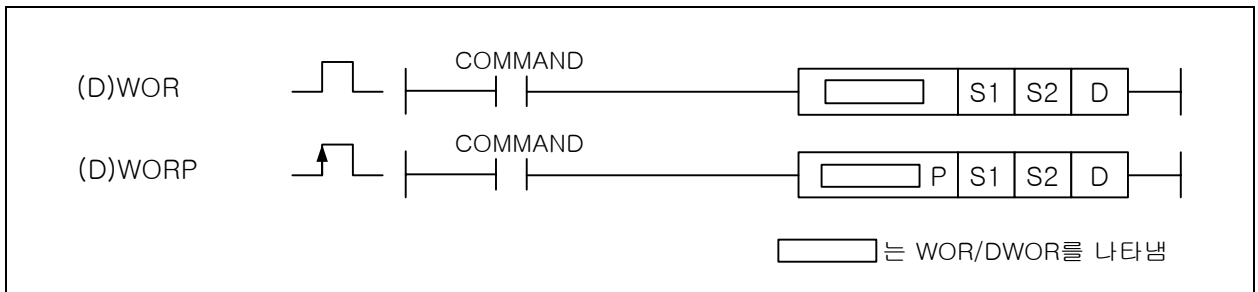 COMMAND
(D)WOR S1 S2 D
COMMAND
(D)WORP P S1 S2 D
는 WOR/DWOR를 나타냄